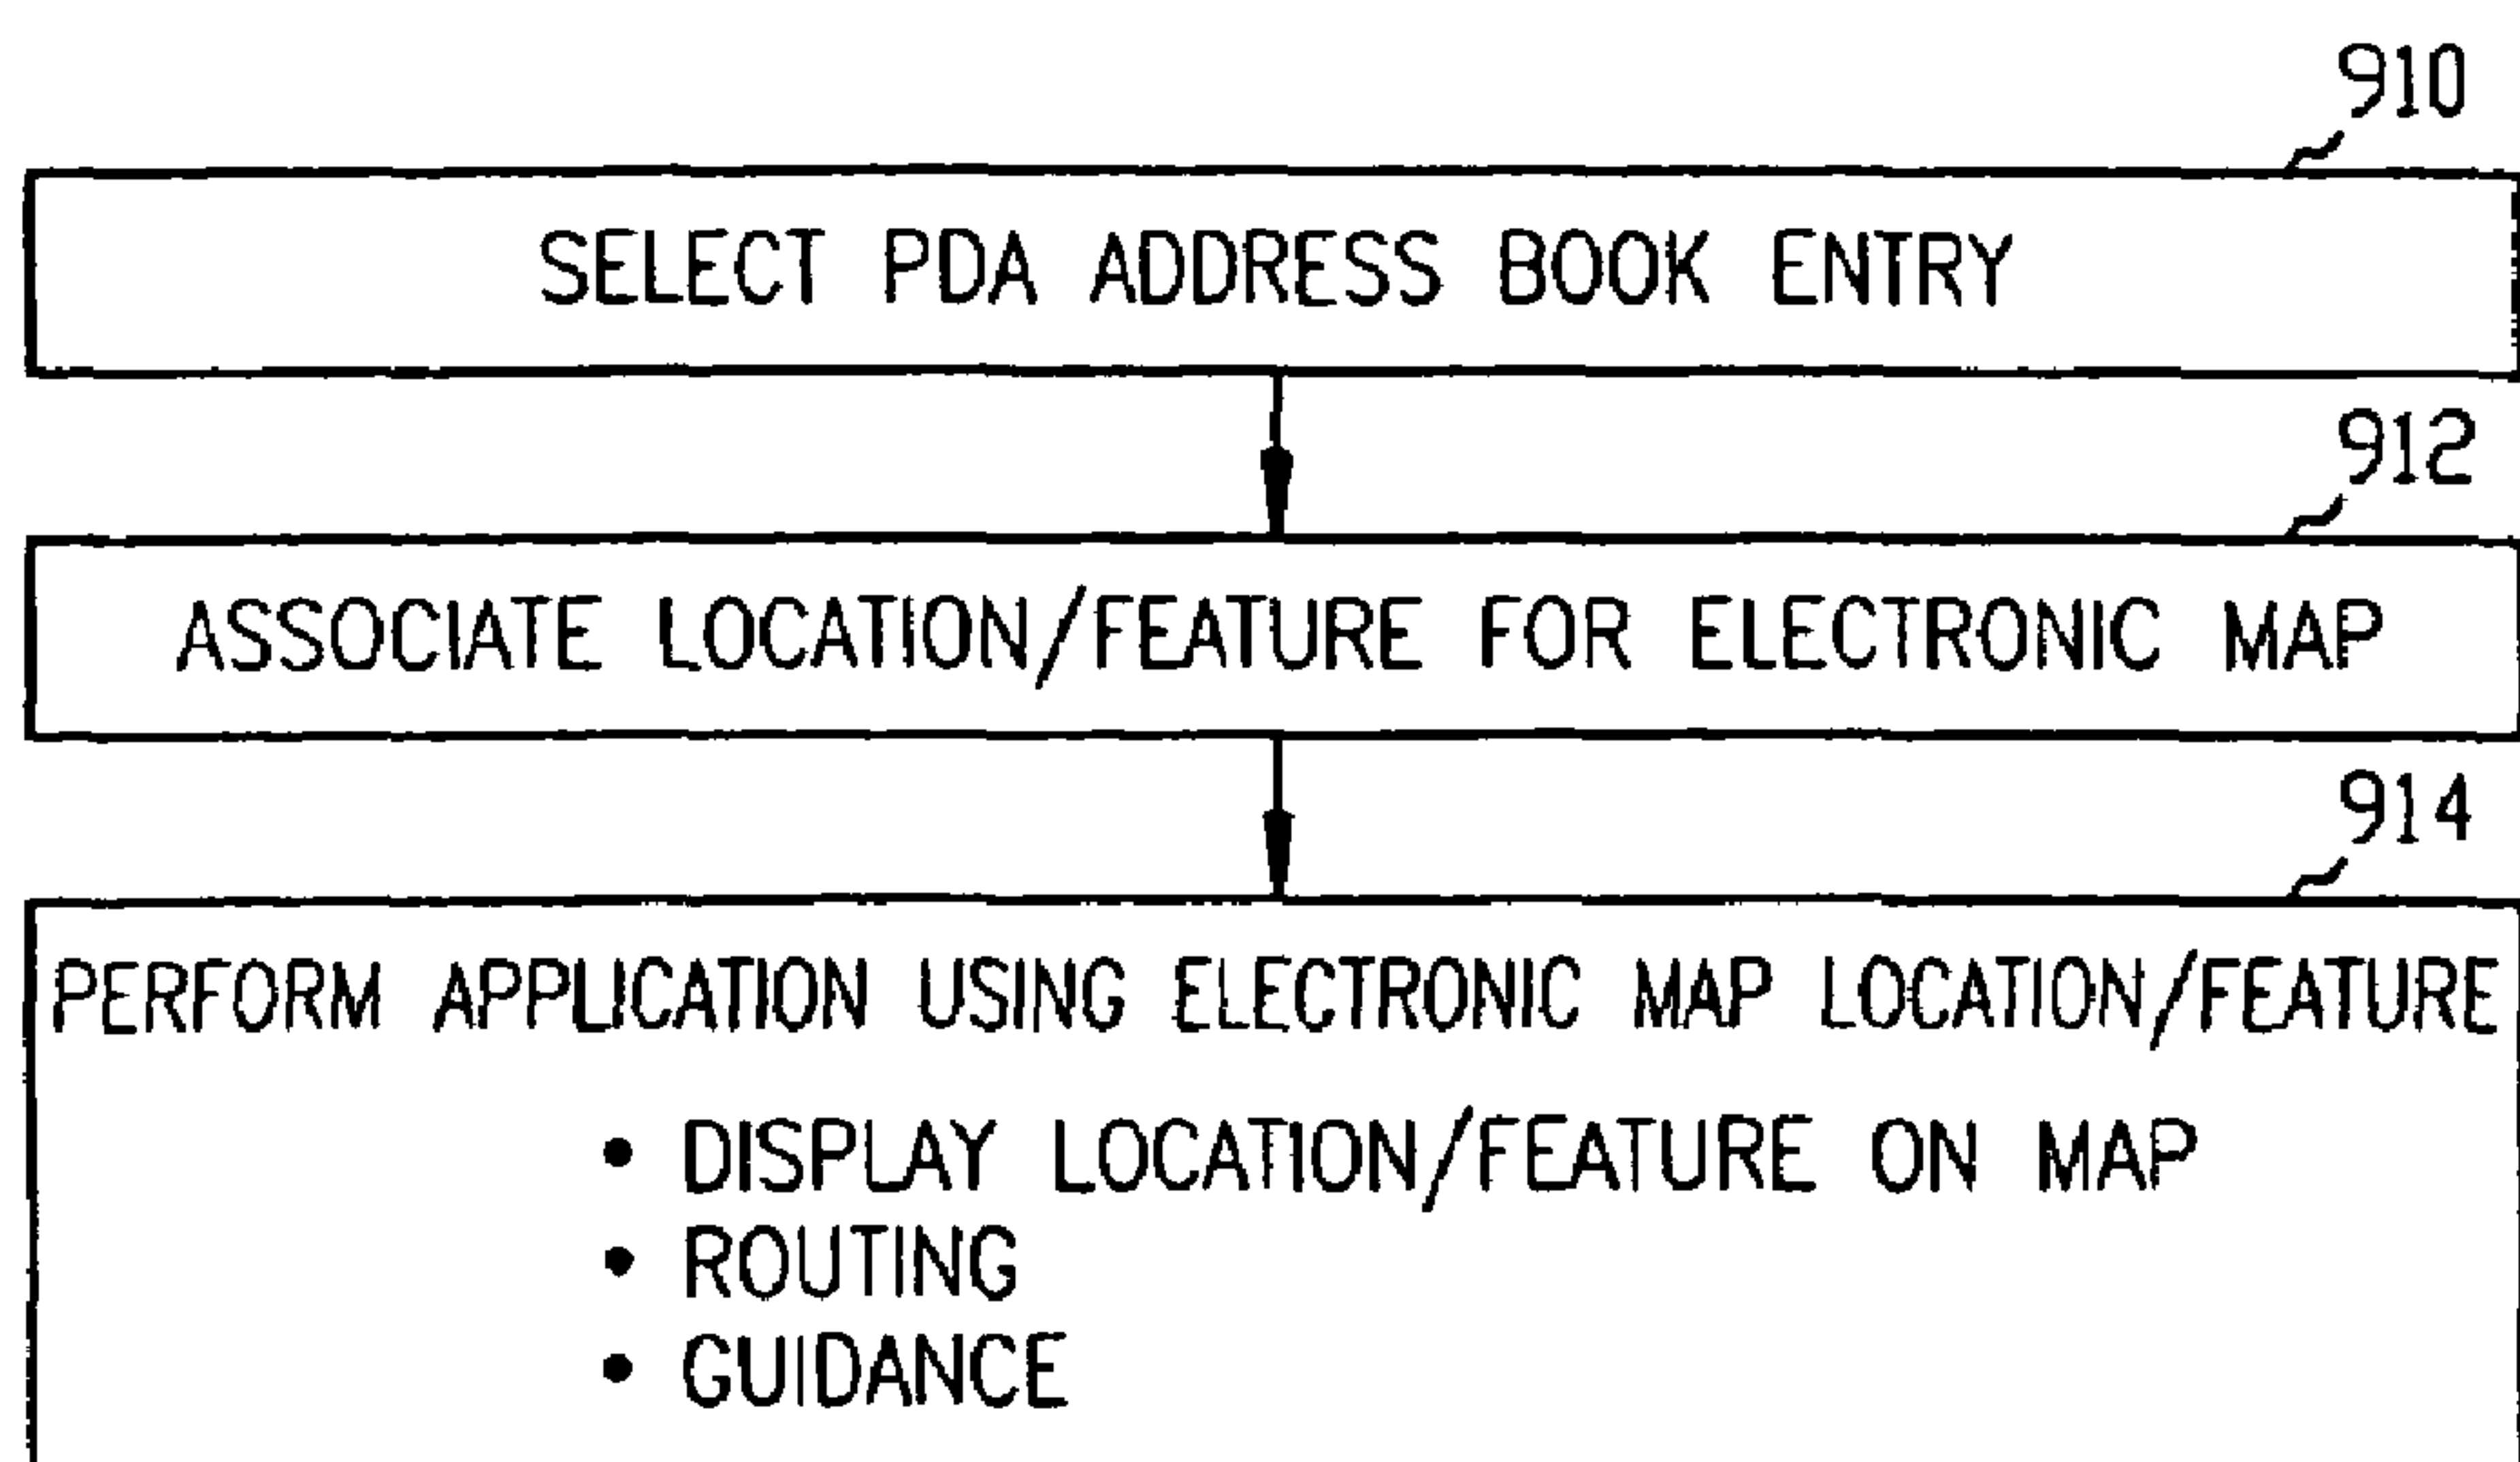 910
SELECT PDA ADDRESS BOOK ENTRY
912
ASSOCIATE LOCATION/FEATURE FOR ELECTRONIC MAP
914
PERFORM APPLICATION USING ELECTRONIC MAP LOCATION/FEATURE
• DISPLAY LOCATION/FEATURE ON MAP
• ROUTING
• GUIDANCE